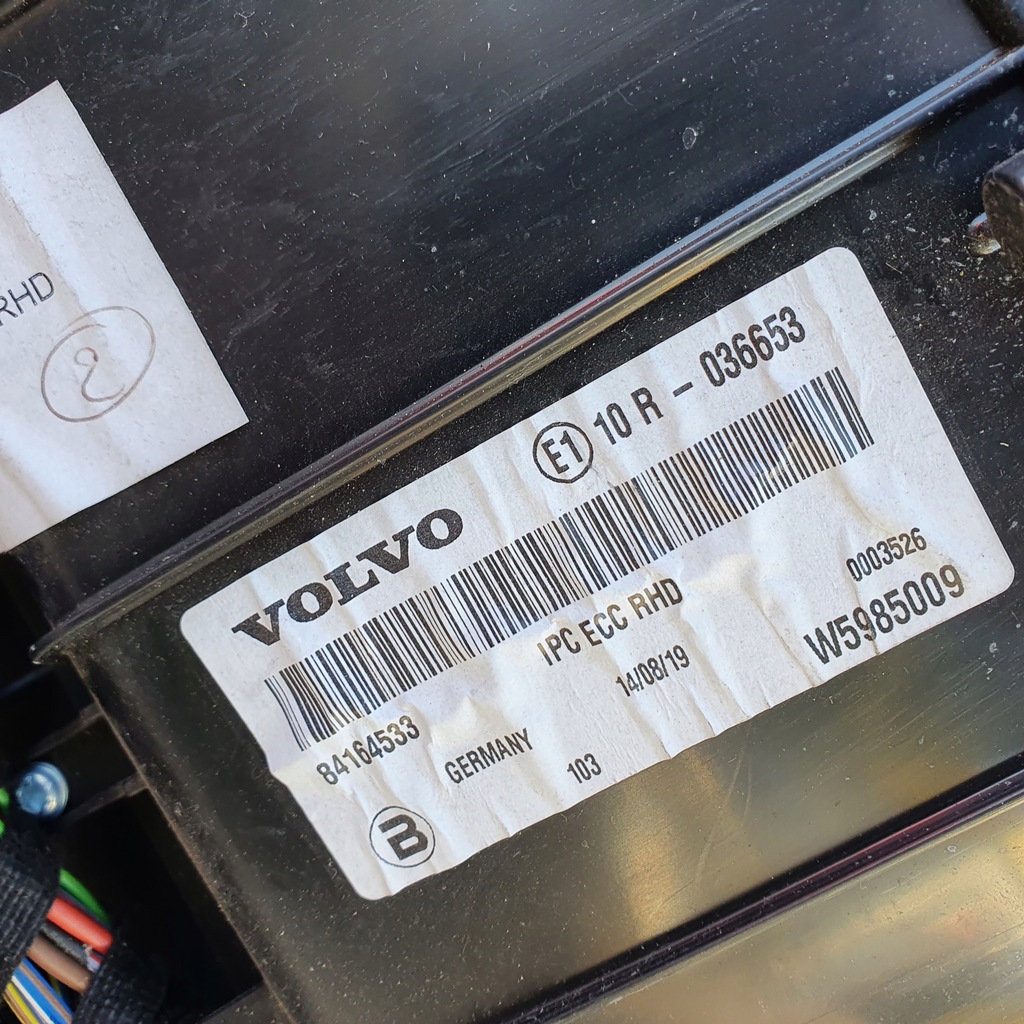 RHD
2
VOLVO
E1 10 R - 036653
IPC ECC RHD
0003526
84164533
14/08/19
W5985009
GERMANY
103
B